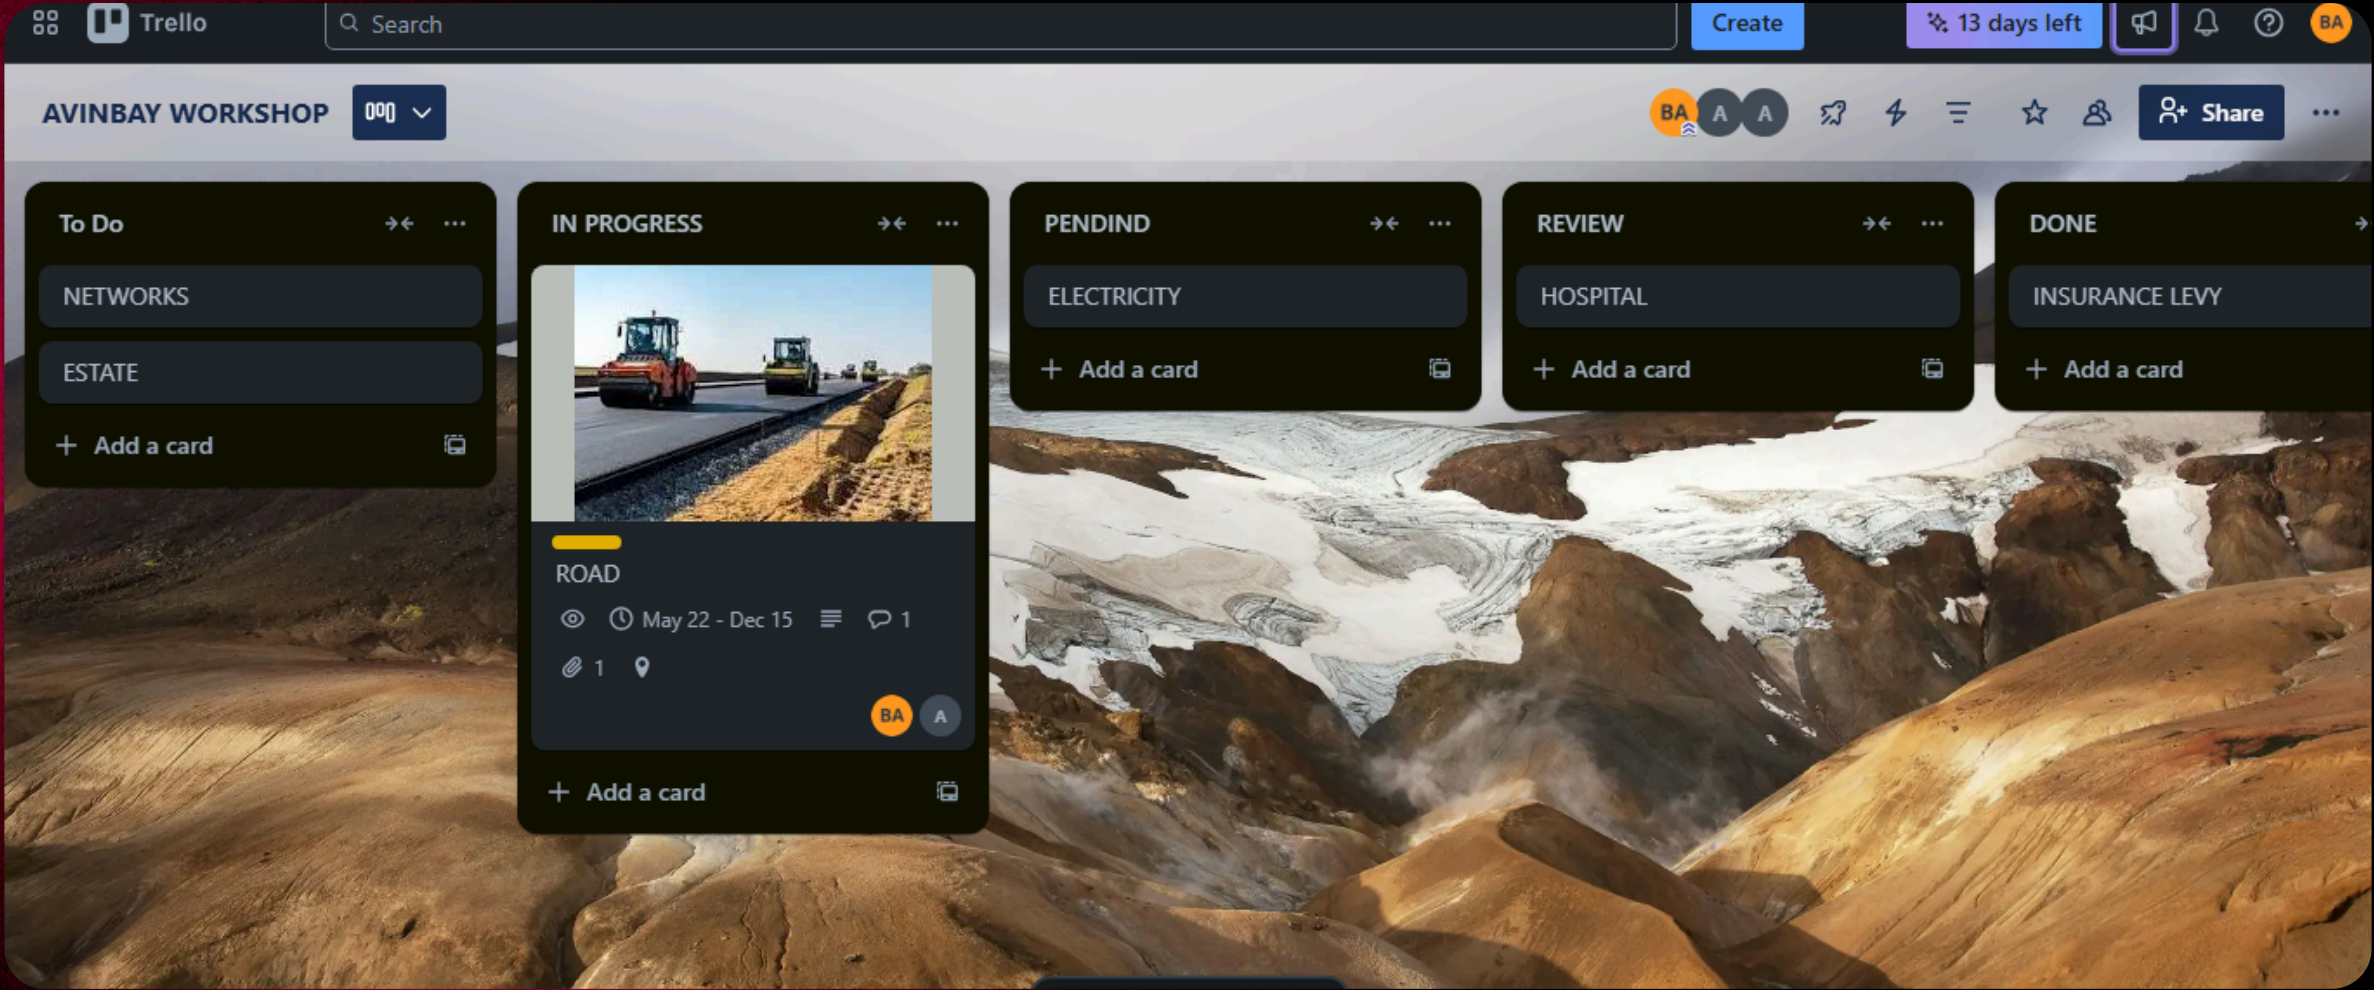 Trello
Search
Create
13 days left
BA
AVINBAY WORKSHOP
BA A A
Share
To Do
NETWORKS
ESTATE
Add a card
IN PROGRESS
ROAD
May 22 - Dec 15
1
1
BA A
Add a card
PENDIND
ELECTRICITY
Add a card
REVIEW
HOSPITAL
Add a card
DONE
INSURANCE LEVY
Add a card